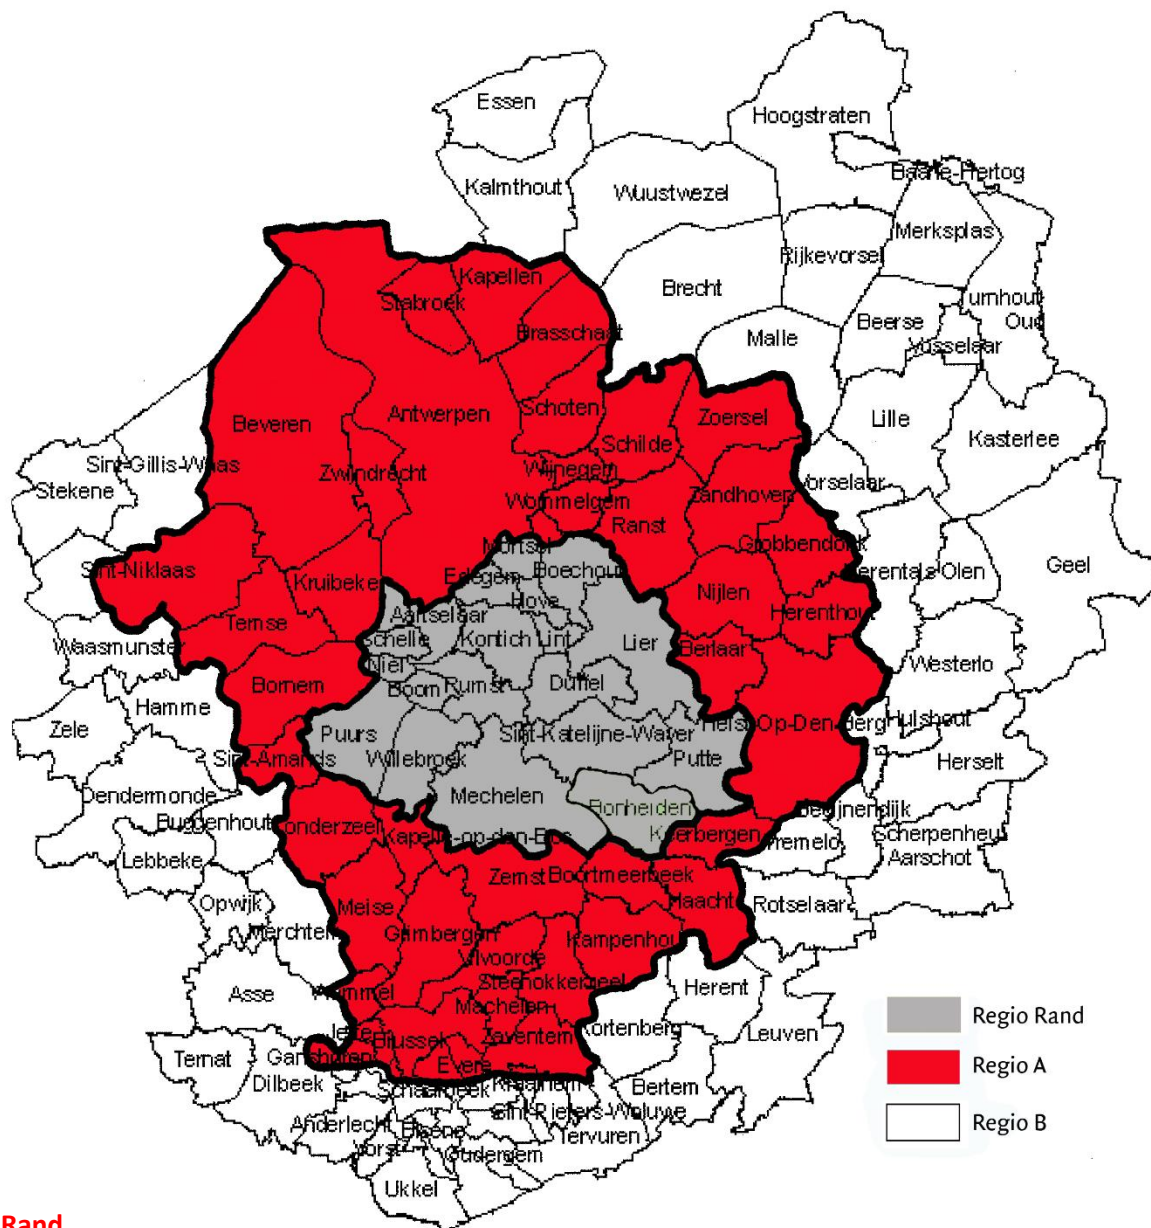 Essen
Hoogstraten
Kalmthout
Wuustwezel
Baarle-Hertog
Merksplas
Rijkevorsel
Kapellen
Stabroek
Brecht
Turnhout
Oud
Beerse
Brasschaat
Malle
Vosselaar
Schoten
Antwerpen
Beveren
Zoersel
Lille
Kasterlee
Schilde
Sint-Gillis-Waas
Zwijndrecht
Wijnegem
Stekene
Vorselaar
Zandhoven
Wommelgem
Ranst
Grobbendonk
Mortsel
Boechout
Edegem
Sint-Niklaas
Kruibeke
Herentals
Olen
Geel
Nijlen
Hove
Herenthout
Aartselaar
Temse
Schelle
Kontich
Lint
Lier
Berlaar
Waasmunster
Westerlo
Niel
Bornem
Boom
Rumst
Duffel
Hamme
Zele
Heist-Op-Den-Berg
Hulshout
Puurs
Sint-Katelijne-Waver
Willebroek
Putte
Sint-Amands
Herselt
Dendermonde
Mechelen
Bonheiden
Begijnendijk
Buggenhout
Londerzeel
Kapelle-op-den-Bos
Keerbergen
Tremelo
Scherpenheu
Aarschot
Lebbeke
Zemst
Boortmeerbeek
Haacht
Opwijk
Meise
Rotselaar
Merchtem
Grimbergen
Kampenhout
Vilvoorde
Steenokkerzeel
Herent
Asse
Wemmel
Machelen
Regio Rand
Jette
Brussel
Zaventem
Kortenberg
Leuven
Ternat
Ganshoren
Evere
Regio A
Dilbeek
Schaarbeek
Kraainem
Bertem
Sint-Pieters-Woluwe
Anderlecht
Elsene
Regio B
Tervuren
Vorst
Oudergem
Ukkel
Rand